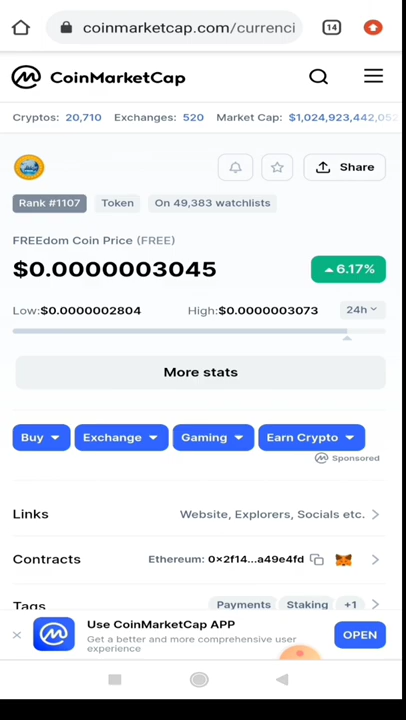 coinmarketcap.com/currenci
14
CoinMarketCap
Cryptos: 20,710 Exchanges: 520 Market Cap: $1,024,923,442,052
Share
Rank #1107 Token On 49,383 watchlists
FREEdom Coin Price (FREE)
$0.0000003045 6.17%
Low:$0.0000002804 High:$0.0000003073 24h
More stats
Buy Exchange Gaming Earn Crypto
Sponsored
Links Website, Explorers, Socials etc.
Contracts Ethereum: 0x2f14...a49e4fd
Tags Payments Staking +1
Use CoinMarketCap APP
Get a better and more comprehensive user
experience
OPEN